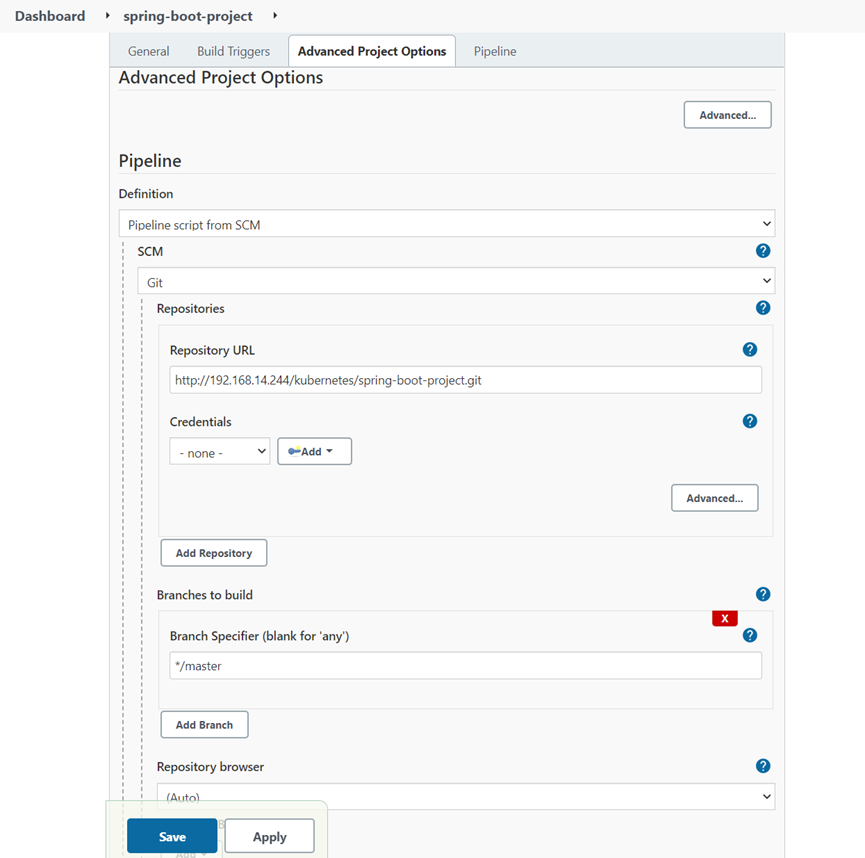 Dashboard spring-boot-project
General Build Triggers Advanced Project Options Pipeline
Advanced Project Options
Advanced...
Pipeline
Definition
Pipeline script from SCM
SCM ?
Git
Repositories ?
Repository URL ?
http://192.168.14.244/kubernetes/spring-boot-project.git
Credentials ?
- none - Add
Advanced...
Add Repository
Branches to build ?
X
Branch Specifier (blank for 'any') ?
*/master
Add Branch
Repository browser ?
(Auto)
Save Apply
Add